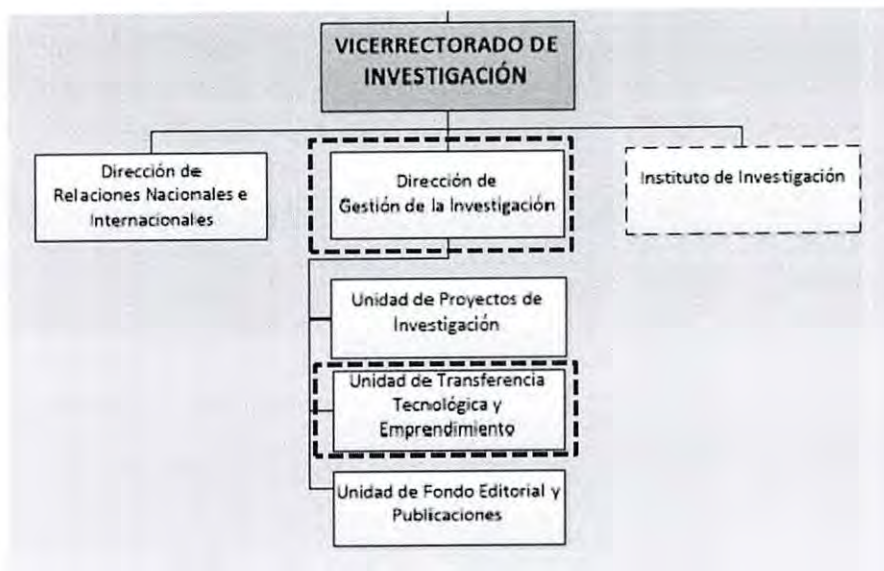 VICERRECTORADO DE
INVESTIGACIÓN
Dirección de
Relaciones Nacionales e
Internacionales
Dirección de
Gestión de la Investigación
Instituto de Investigación
Unidad de Proyectos de
Investigación
Unidad de Transferencia
Tecnológica y
Emprendimiento
Unidad de Fondo Editorial y
Publicaciones